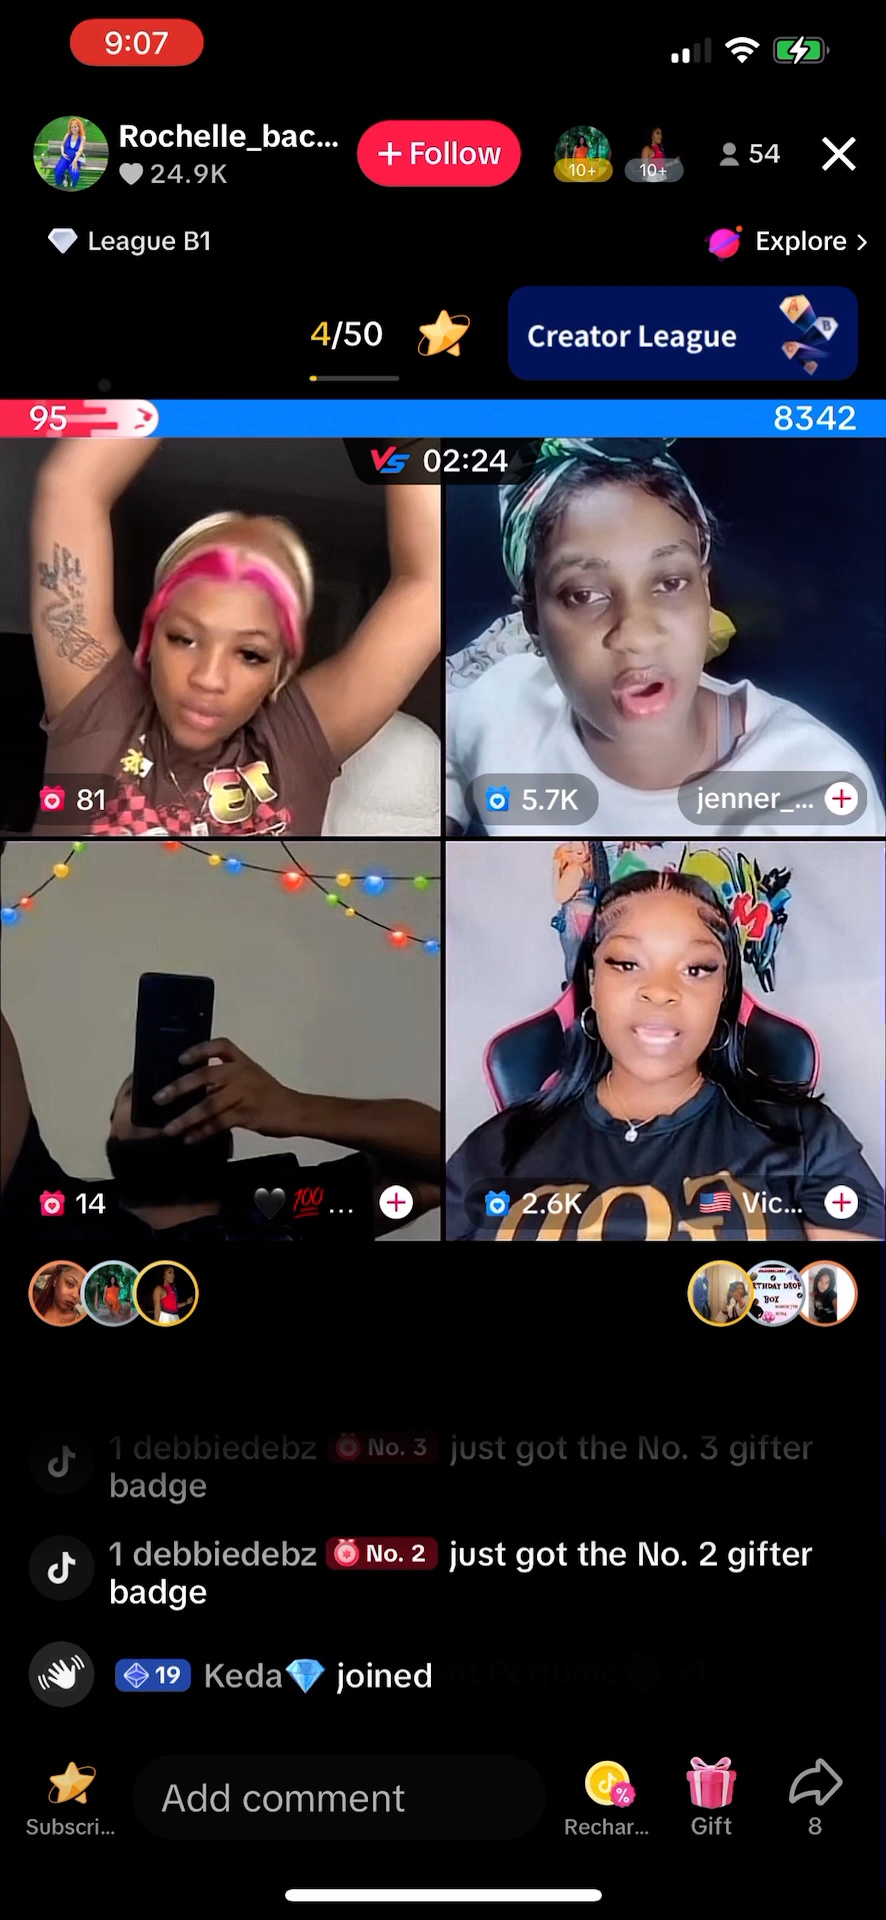 9:07
Rochelle_bac...
24.9K
+ Follow
10+
10+
54
League B1
Explore >
4/50
Creator League
95
8342
VS 02:24
81
5.7K
jenner_...
14
🖤💯...
2.6K
🇺🇸 Vic...
1 debbiedebz No. 3 just got the No. 3 gifter
badge
1 debbiedebz No. 2 just got the No. 2 gifter
badge
19 Keda💎 joined
Add comment
Subscri...
Rechar...
Gift
8